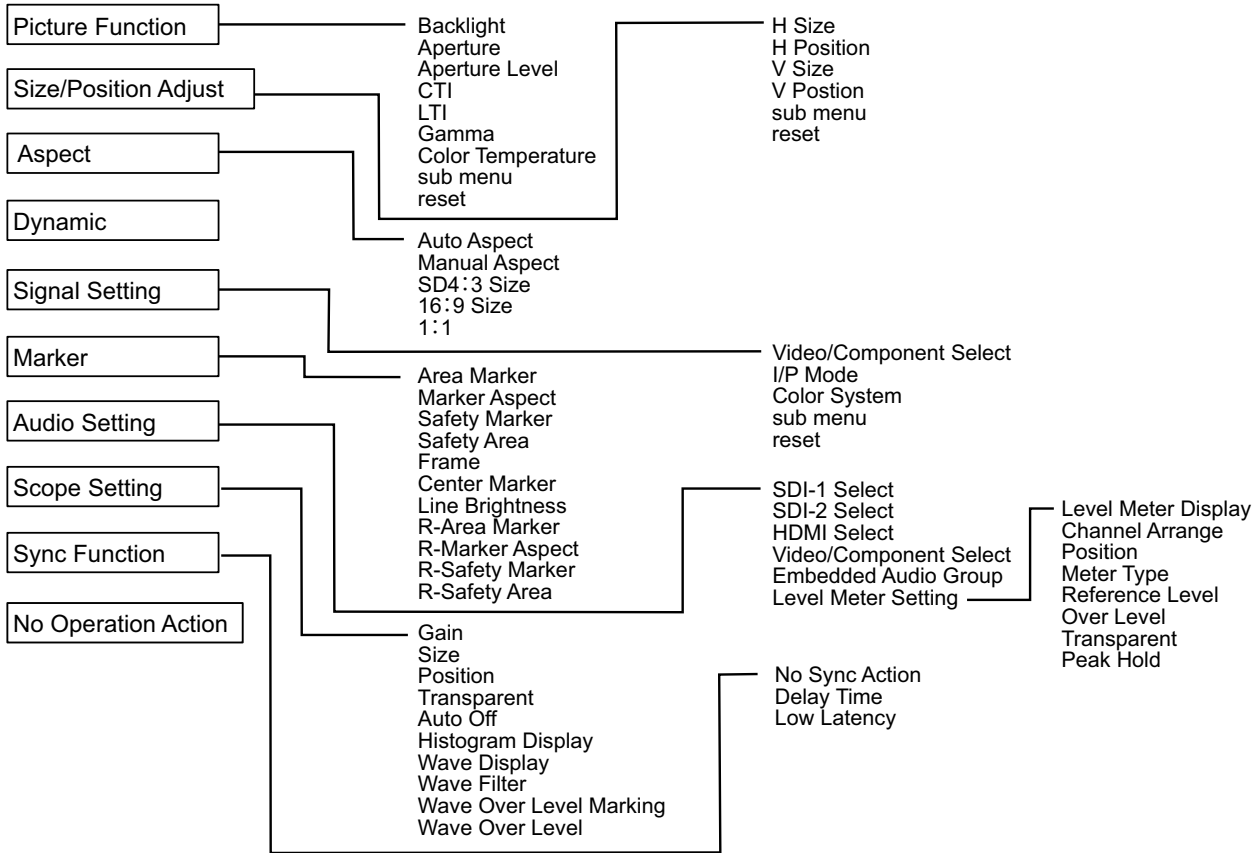 Picture Function
Size/Position Adjust
Aspect
Dynamic
Signal Setting
Marker
Audio Setting
Scope Setting
Sync Function
No Operation Action
Backlight
Aperture
Aperture Level
CTI
LTI
Gamma
Color Temperature
sub menu
reset
H Size
H Position
V Size
V Postion
sub menu
reset
Auto Aspect
Manual Aspect
SD4:3 Size
16:9 Size
1:1
Video/Component Select
I/P Mode
Color System
sub menu
reset
Area Marker
Marker Aspect
Safety Marker
Safety Area
Frame
Center Marker
Line Brightness
R-Area Marker
R-Marker Aspect
R-Safety Marker
R-Safety Area
SDI-1 Select
SDI-2 Select
HDMI Select
Video/Component Select
Embedded Audio Group
Level Meter Setting
Level Meter Display
Channel Arrange
Position
Meter Type
Reference Level
Over Level
Transparent
Peak Hold
Gain
Size
Position
Transparent
Auto Off
Histogram Display
Wave Display
Wave Filter
Wave Over Level Marking
Wave Over Level
No Sync Action
Delay Time
Low Latency